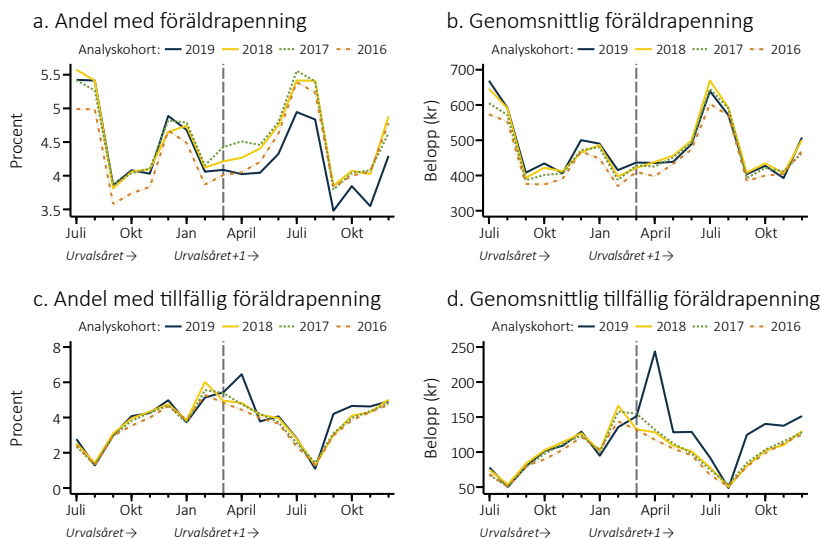 a. Andel med föräldrapenning
Analyskohort: 2019 2018 2017 2016
Procent
5.5
5
4.5
4
3.5
Juli Okt Jan April Juli Okt
Urvalsåret→ Urvalsåret+1→
b. Genomsnittlig föräldrapenning
Analyskohort: 2019 2018 2017 2016
Belopp (kr)
700
600
500
400
300
Juli Okt Jan April Juli Okt
Urvalsåret→ Urvalsåret+1→
c. Andel med tillfällig föräldrapenning
Analyskohort: 2019 2018 2017 2016
Procent
8
6
4
2
0
Juli Okt Jan April Juli Okt
Urvalsåret→ Urvalsåret+1→
d. Genomsnittlig tillfällig föräldrapenning
Analyskohort: 2019 2018 2017 2016
Belopp (kr)
250
200
150
100
50
Juli Okt Jan April Juli Okt
Urvalsåret→ Urvalsåret+1→